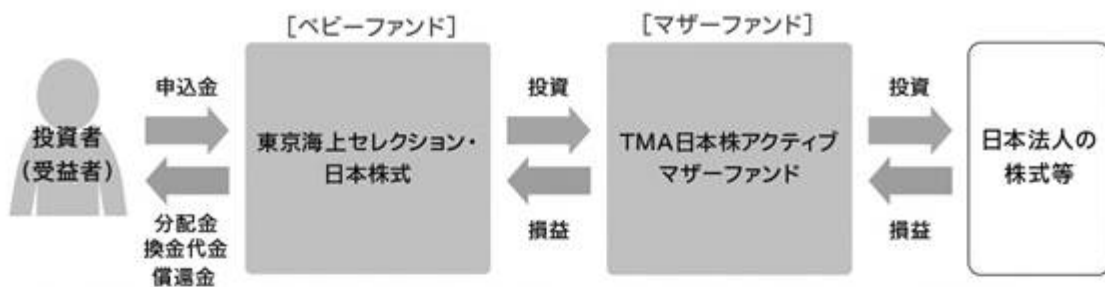 [ベビーファンド]
[マザーファンド]
申込金
投資
投資
投資者
(受益者)
東京海上セレクション・
日本株式
TMA日本株アクティブ
マザーファンド
日本法人の
株式等
分配金
換金代金
償還金
損益
損益